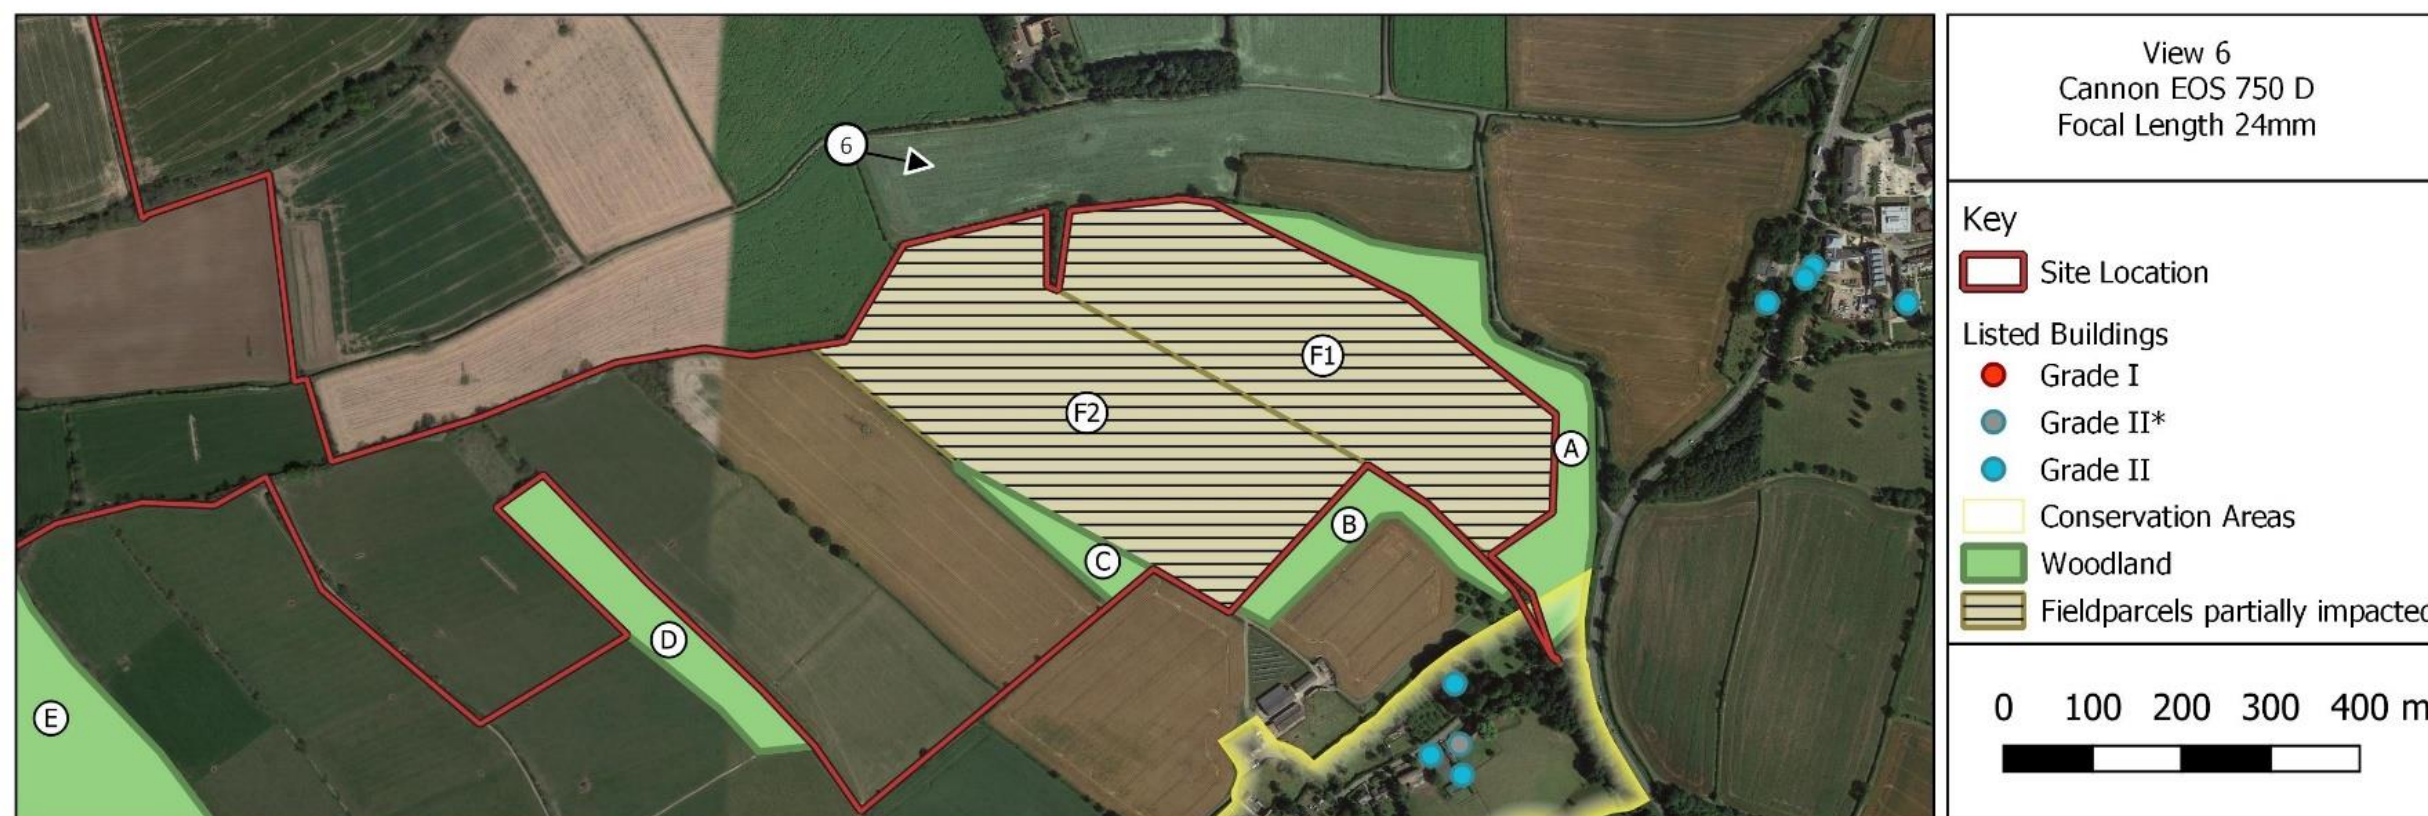 View 6
Cannon EOS 750 D
Focal Length 24mm
Key
Site Location
Listed Buildings
Grade I
Grade II*
Grade II
Conservation Areas
Woodland
Fieldparcels partially impacted
0 100 200 300 400 m
6
F1
F2
A
B
C
D
E